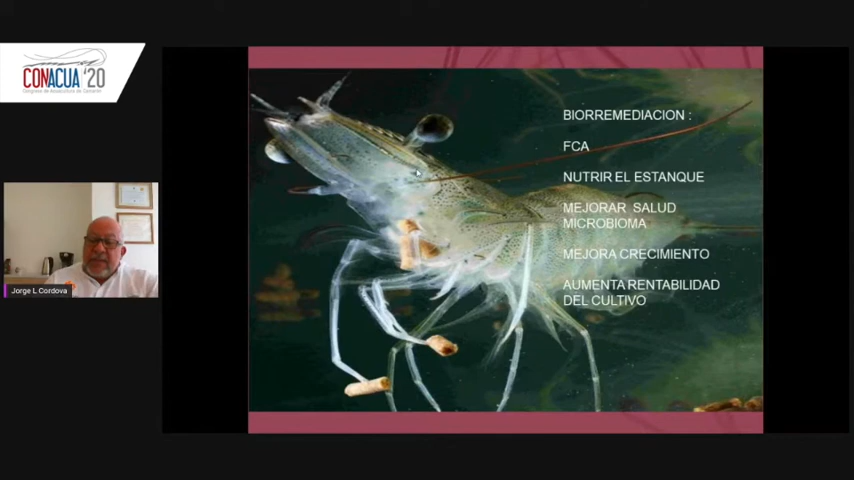 CONACUA '20
Congreso de Acuacultura de Camarón
Jorge L Cordova
BIORREMEDIACION :
FCA
NUTRIR EL ESTANQUE
MEJORAR SALUD
MICROBIOMA
MEJORA CRECIMIENTO
AUMENTA RENTABILIDAD
DEL CULTIVO